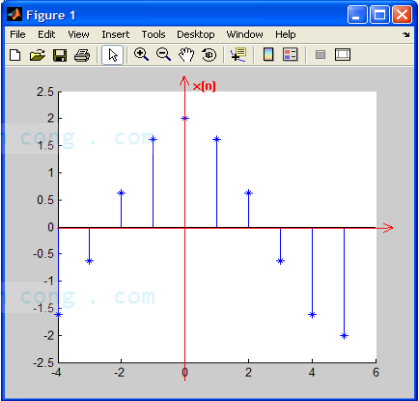 Figure 1
File Edit View Insert Tools Desktop Window Help
x(n)
2.5
2
1.5
1
0.5
0
-0.5
-1
-1.5
-2
-2.5
-4 -2 0 2 4 6
cong . com
cong . com